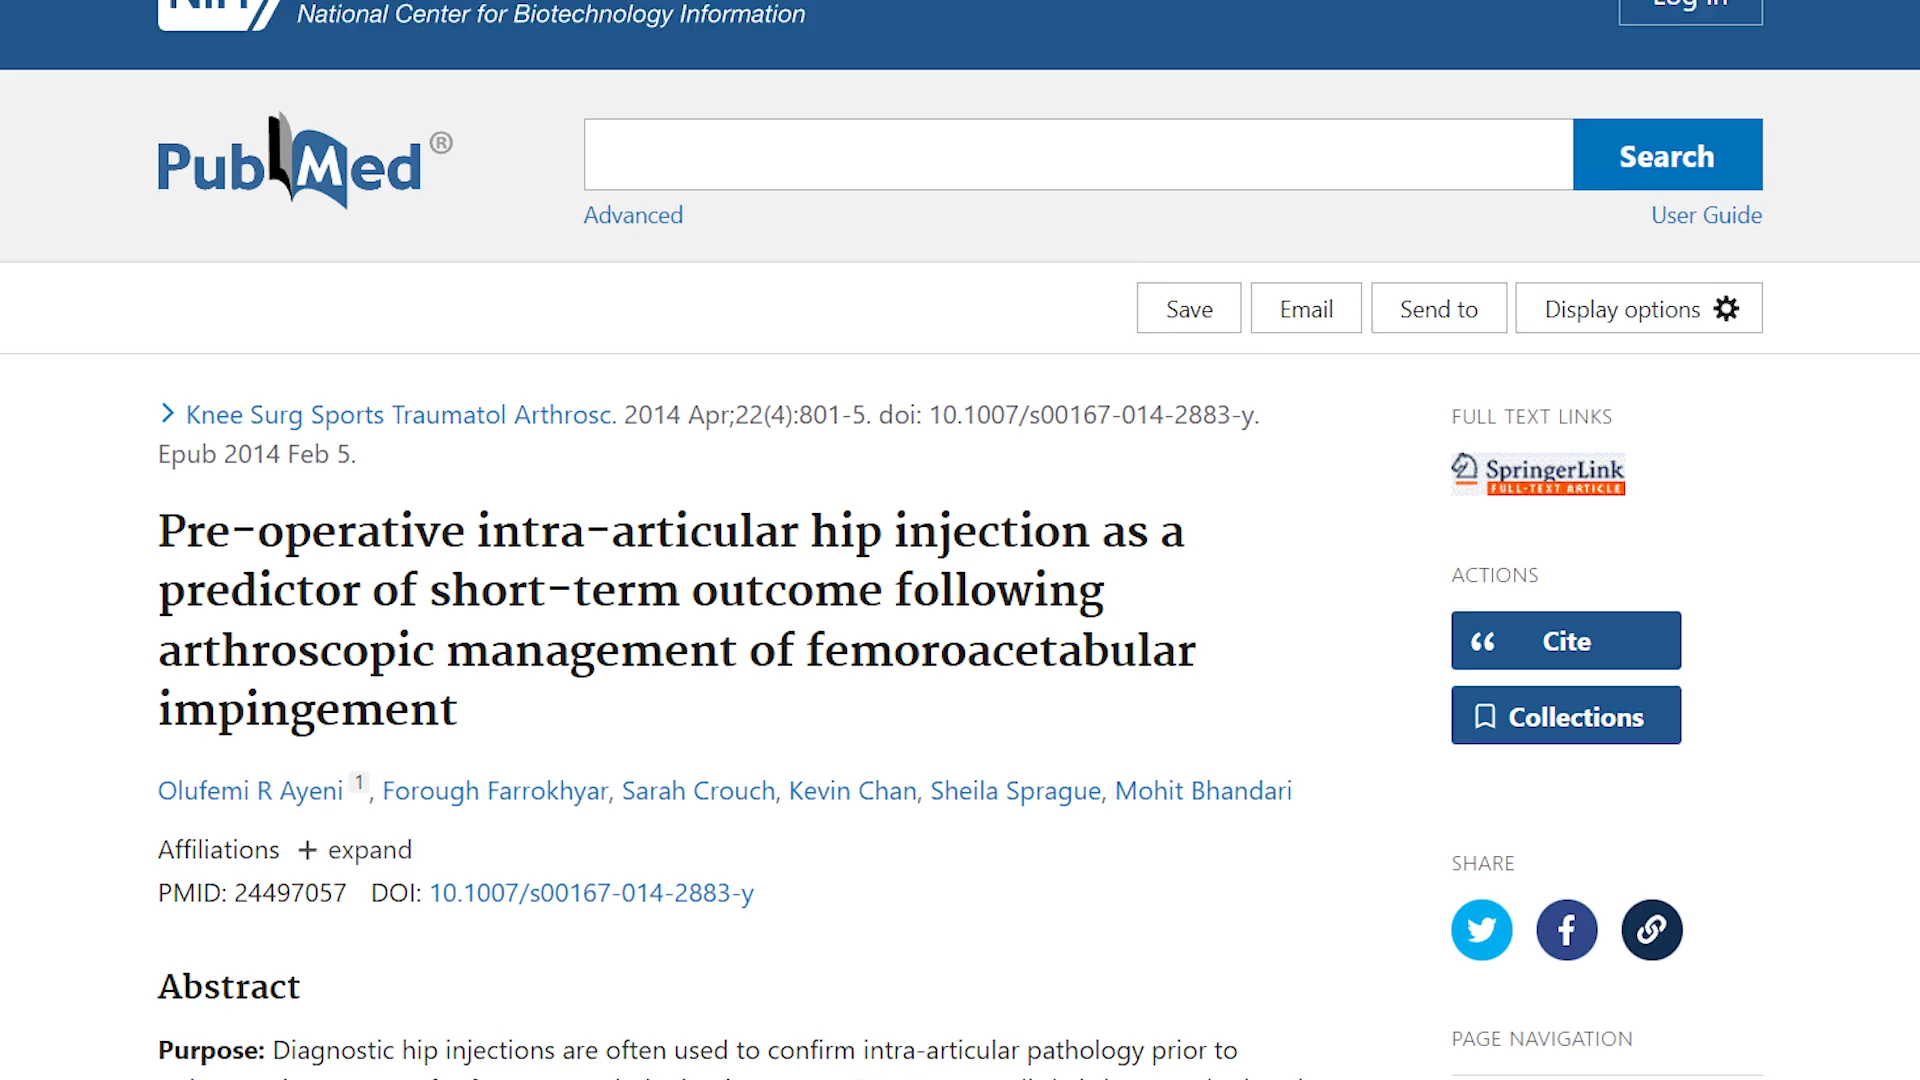 National Center for Biotechnology Information
Log in
PubMed®
Search
Advanced
User Guide
Save
Email
Send to
Display options
Knee Surg Sports Traumatol Arthrosc. 2014 Apr;22(4):801-5. doi: 10.1007/s00167-014-2883-y.
Epub 2014 Feb 5.
Pre-operative intra-articular hip injection as a
predictor of short-term outcome following
arthroscopic management of femoroacetabular
impingement
Olufemi R Ayeni 1, Forough Farrokhyar, Sarah Crouch, Kevin Chan, Sheila Sprague, Mohit Bhandari
Affiliations + expand
PMID: 24497057 DOI: 10.1007/s00167-014-2883-y
Abstract
Purpose: Diagnostic hip injections are often used to confirm intra-articular pathology prior to
FULL TEXT LINKS
SpringerLink
FULL-TEXT ARTICLE
ACTIONS
Cite
Collections
SHARE
PAGE NAVIGATION